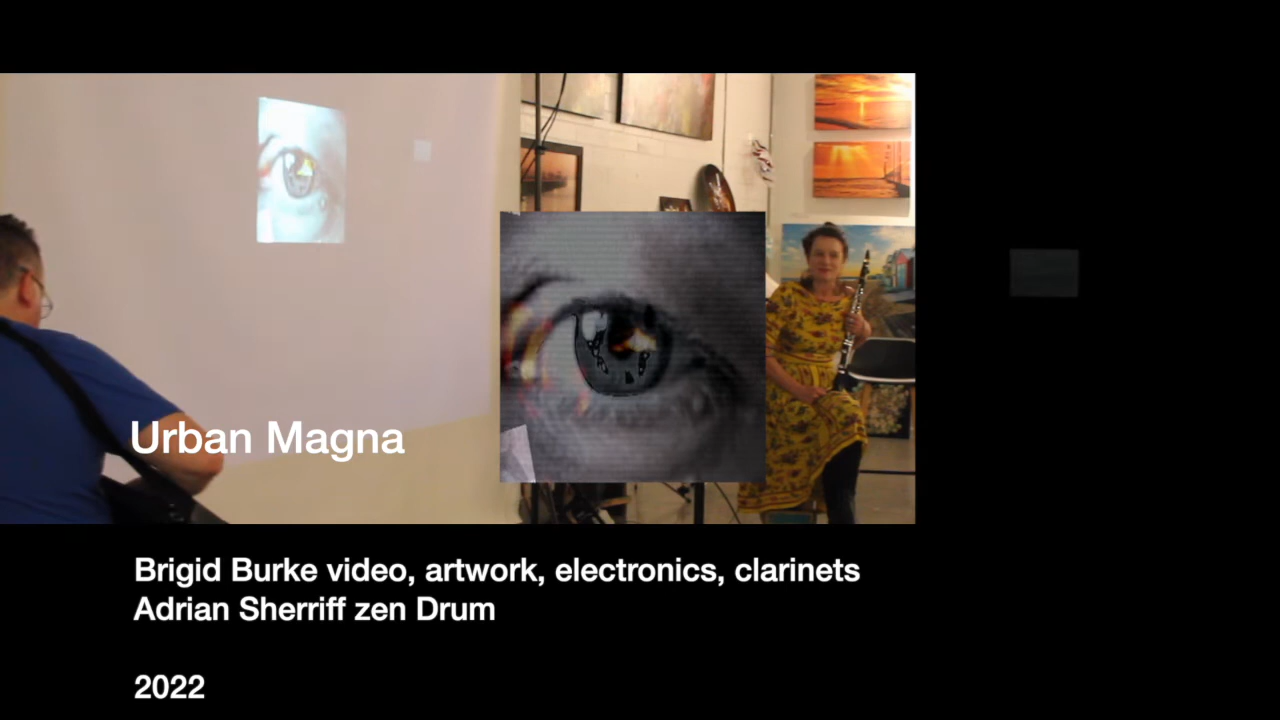 Urban Magna
Brigid Burke video, artwork, electronics, clarinets
Adrian Sherriff zen Drum
2022